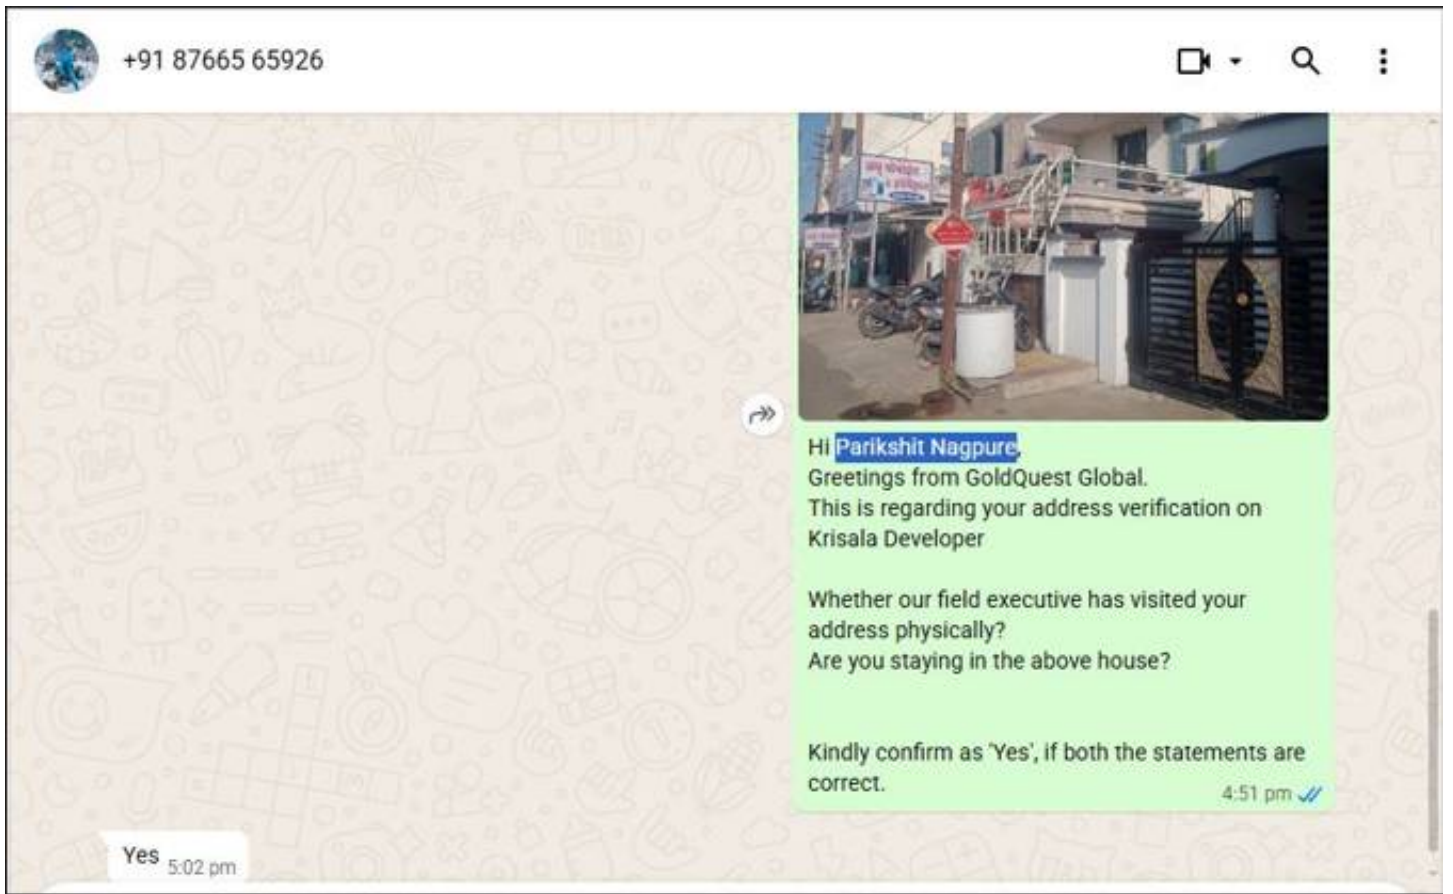 +91 87665 65926
Hi Parikshit Nagpure,
Greetings from GoldQuest Global.
This is regarding your address verification on
Krisala Developer
Whether our field executive has visited your
address physically?
Are you staying in the above house?
Kindly confirm as 'Yes', if both the statements are
correct.
4:51 pm
Yes 5:02 pm